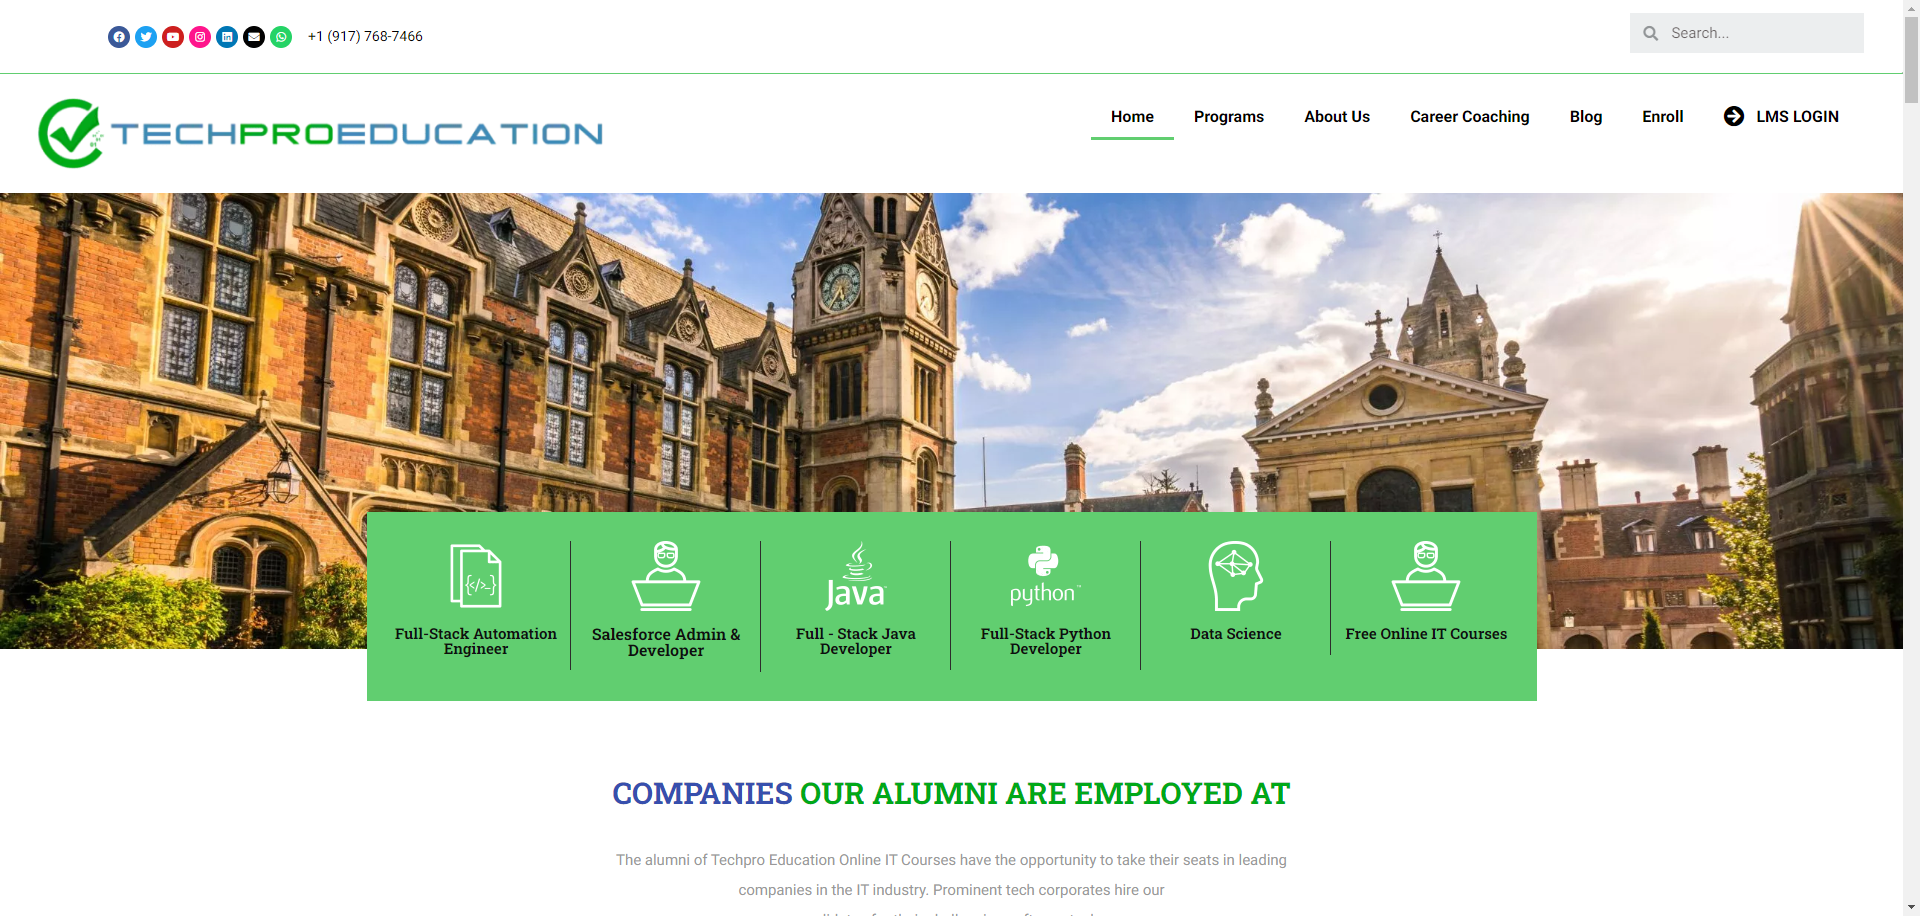 +1 (917) 768-7466
Search...
TECHPROEDUCATION
Home
Programs
About Us
Career Coaching
Blog
Enroll
LMS LOGIN
</>
Java
python
Full-Stack Automation
Engineer
Salesforce Admin &
Developer
Full - Stack Java
Developer
Full-Stack Python
Developer
Data Science
Free Online IT Courses
COMPANIES OUR ALUMNI ARE EMPLOYED AT
The alumni of Techpro Education Online IT Courses have the opportunity to take their seats in leading
companies in the IT industry. Prominent tech corporates hire our